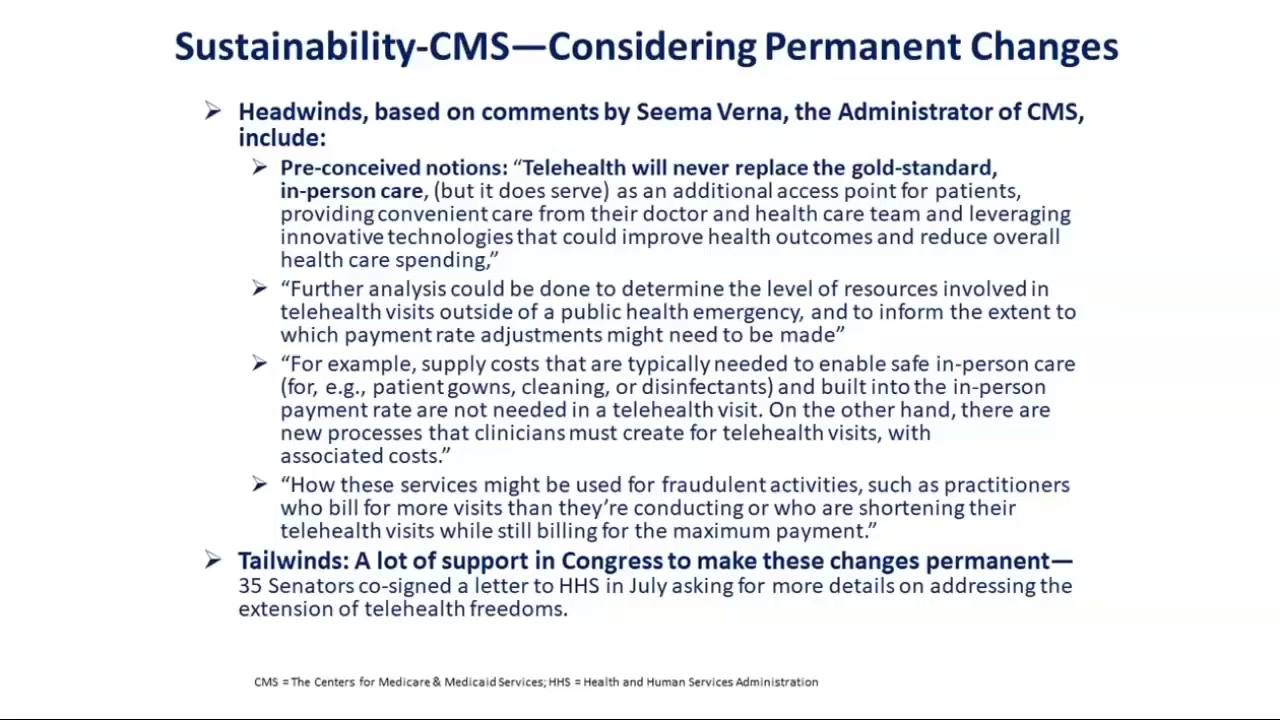 Sustainability-CMS—Considering Permanent Changes
➢ Headwinds, based on comments by Seema Verna, the Administrator of CMS,
include:
➢ Pre-conceived notions: “Telehealth will never replace the gold-standard,
in-person care, (but it does serve) as an additional access point for patients,
providing convenient care from their doctor and health care team and leveraging
innovative technologies that could improve health outcomes and reduce overall
health care spending,”
➢ “Further analysis could be done to determine the level of resources involved in
telehealth visits outside of a public health emergency, and to inform the extent to
which payment rate adjustments might need to be made”
➢ “For example, supply costs that are typically needed to enable safe in-person care
(for, e.g., patient gowns, cleaning, or disinfectants) and built into the in-person
payment rate are not needed in a telehealth visit. On the other hand, there are
new processes that clinicians must create for telehealth visits, with
associated costs.”
➢ “How these services might be used for fraudulent activities, such as practitioners
who bill for more visits than they’re conducting or who are shortening their
telehealth visits while still billing for the maximum payment.”
➢ Tailwinds: A lot of support in Congress to make these changes permanent—
35 Senators co-signed a letter to HHS in July asking for more details on addressing the
extension of telehealth freedoms.
CMS = The Centers for Medicare & Medicaid Services; HHS = Health and Human Services Administration